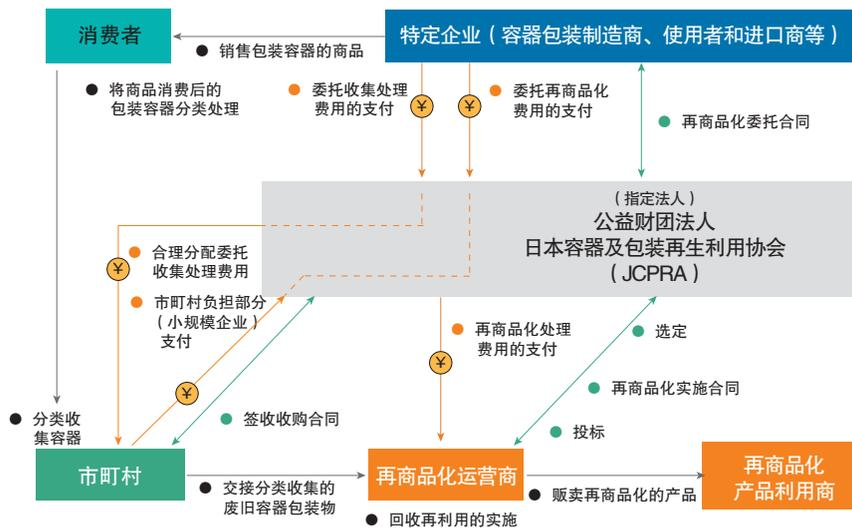 消费者
特定企业（容器包装制造商、使用者和进口商等）
销售包装容器的商品
将商品消费后的
包装容器分类处理
委托收集处理
费用的支付
委托再商品化
费用的支付
¥
¥
再商品化委托合同
（指定法人）
公益财团法人
日本容器及包装再生利用协会
（JCPRA）
合理分配委托
收集处理费用
¥
市町村负担部分
（小规模企业）
支付
再商品化处理
费用的支付
选定
¥
¥
再商品化实施合同
分类收
集容器
签收收购合同
投标
市町村
再商品化运营商
再商品化
产品利用商
交接分类收集的
废旧容器包装物
贩卖再商品化的产品
回收再利用的实施